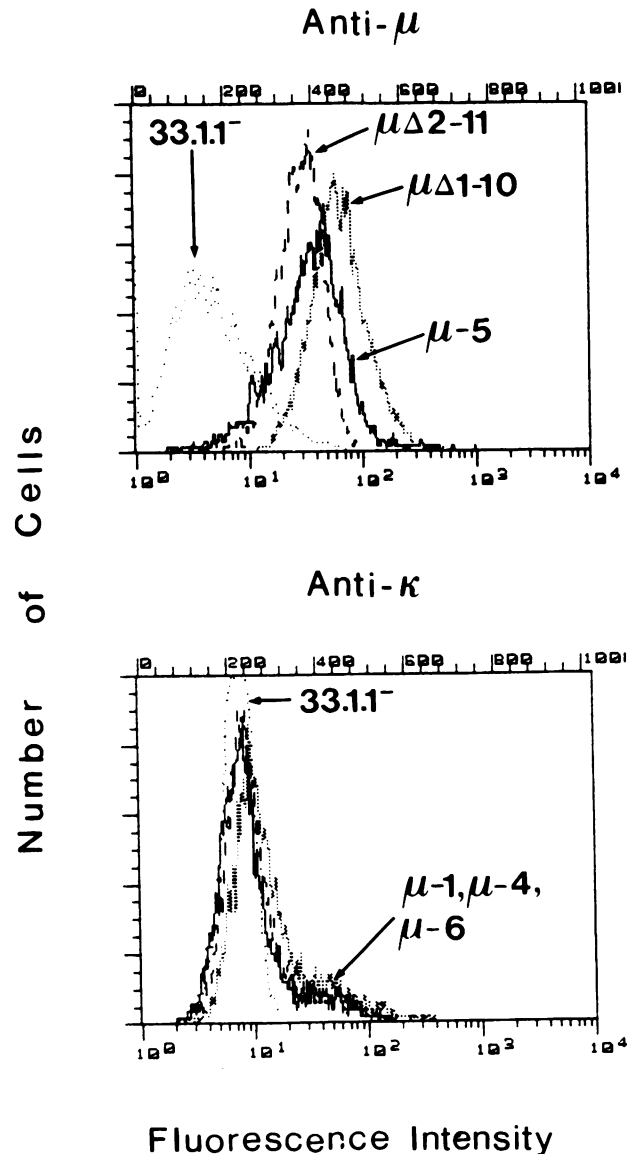 Anti-μ
0 200 400 600 800 1000
33.1.1⁻
μΔ2-11
μΔ1-10
μ-5
10⁰ 10¹ 10² 10³ 10⁴
Number of Cells
Anti-κ
0 200 400 600 800 1000
33.1.1⁻
μ-1,μ-4,
μ-6
10⁰ 10¹ 10² 10³ 10⁴
Fluorescence Intensity